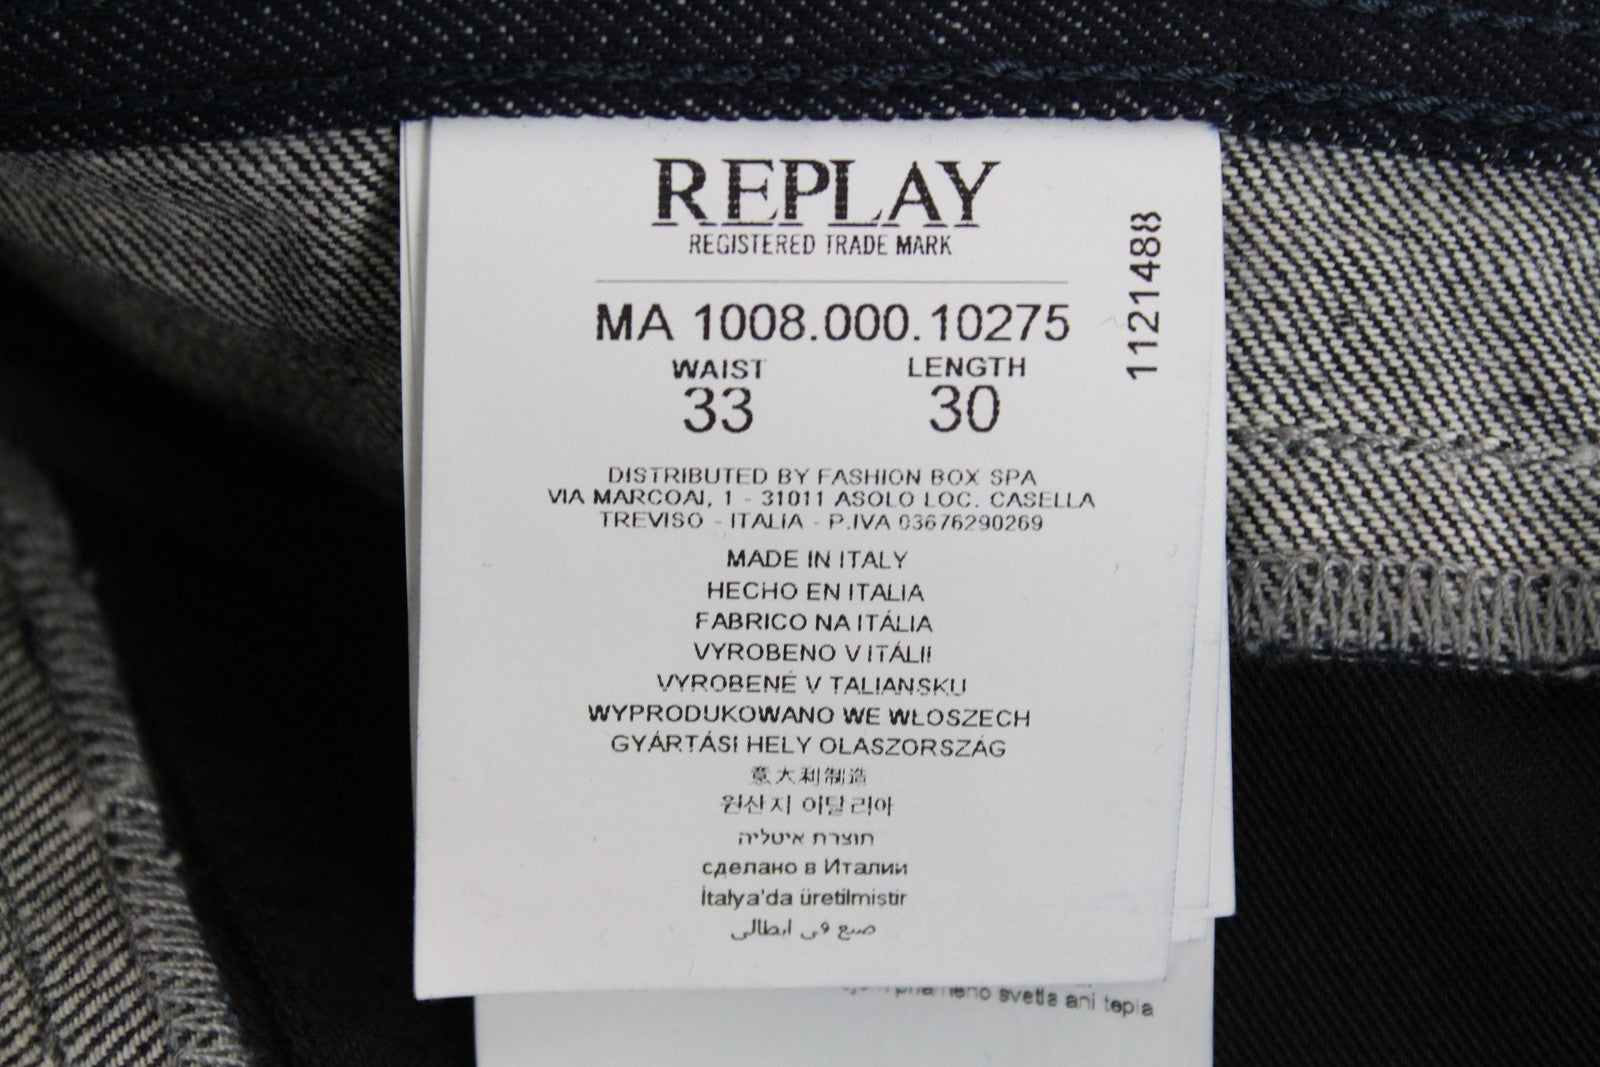 REPLAY
REGISTERED TRADE MARK
1121488
MA 1008.000.10275
WAIST LENGTH
33 30
DISTRIBUTED BY FASHION BOX SPA
VIA MARCOAI, 1 - 31011 ASOLO LOC. CASELLA
TREVISO - ITALIA - P.IVA 03676290269
MADE IN ITALY
HECHO EN ITALIA
FABRICO NA ITÁLIA
VYROBENO V ITÁLII
VYROBENÉ V TALIANSKU
WYPRODUKOWANO WE WŁOSZECH
GYÁRTÁSI HELY OLASZORSZÁG
意大利制造
원산지 이탈리아
תוצרת איטליה
сделано в Италии
İtalya'da üretilmiştir
صنع في ايطالي
svetla ani tepla